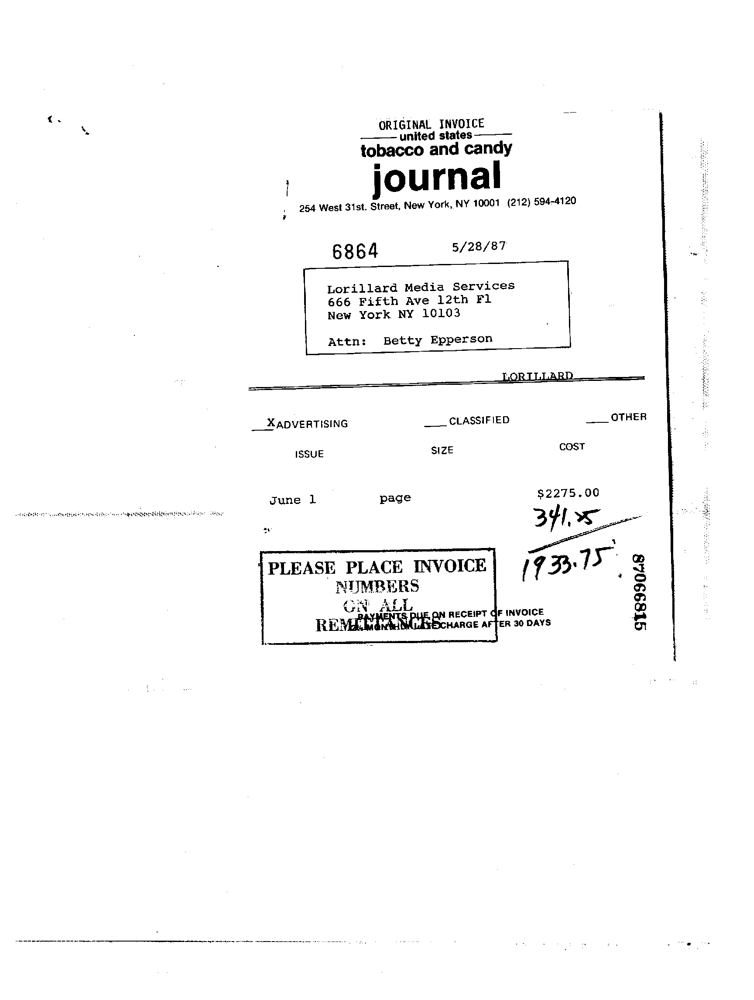 ORIGINAL INVOICE
united states
tobacco and candy
journal
254 West 31st. Street, New York, NY 10001 (212) 594-4120
6864 5/28/87
Lorillard Media Services
666 Fifth Ave 12th Fl
New York NY 10103
Attn: Betty Epperson
LORILLARD
X ADVERTISING CLASSIFIED OTHER
ISSUE SIZE COST
June 1 page $2275.00
341.25
1933.75
PLEASE PLACE INVOICE
NUMBERS
ON ALL
REMITTANCES
PAYMENTS DUE ON RECEIPT OF INVOICE
CHARGE AFTER 30 DAYS
87066815